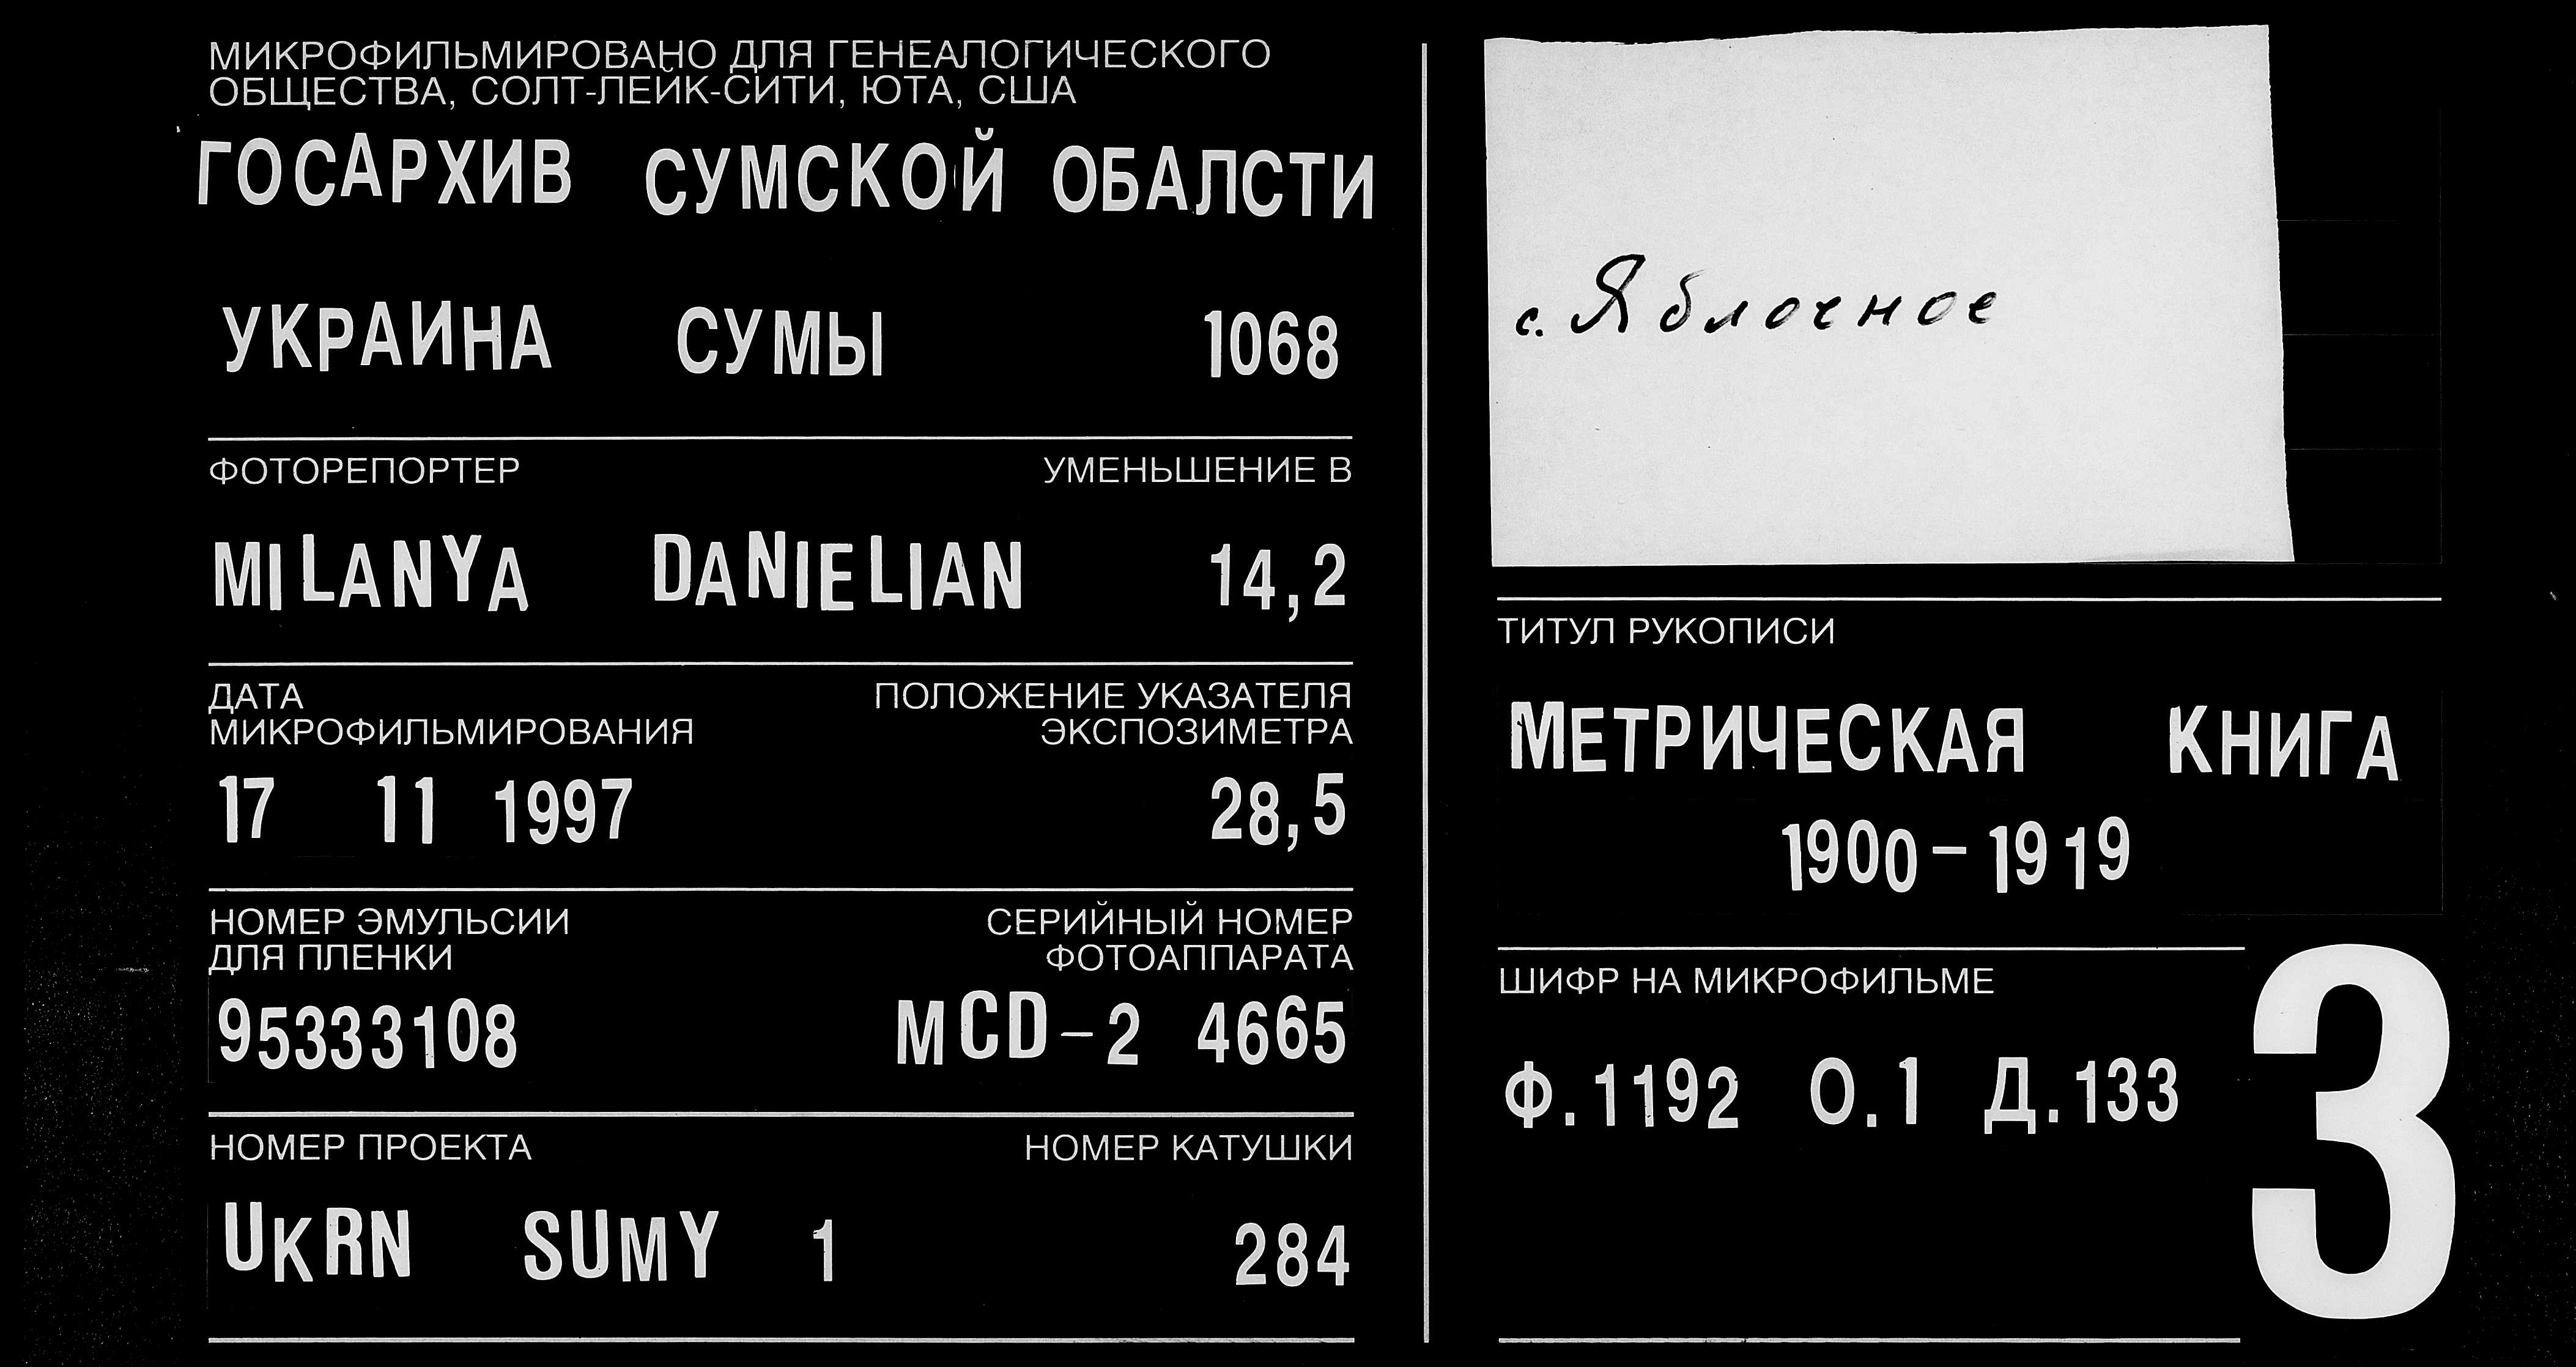 МИКРОФИЛЬМИРОВАНО ДЛЯ ГЕНЕАЛОГИЧЕСКОГО
ОБЩЕСТВА, СОЛТ-ЛЕЙК-СИТИ, ЮТА, США
ГОСАРХИВ СУМСКОЙ ОБАЛСТИ
УКРАИНА СУМЫ 1068
ФОТОРЕПОРТЕР УМЕНЬШЕНИЕ В
MILANYA DANIELIAN 14,2
ДАТА ПОЛОЖЕНИЕ УКАЗАТЕЛЯ
МИКРОФИЛЬМИРОВАНИЯ ЭКСПОЗИМЕТРА
17 11 1997 28,5
НОМЕР ЭМУЛЬСИИ СЕРИЙНЫЙ НОМЕР
ДЛЯ ПЛЕНКИ ФОТОАППАРАТА
95333108 MCD-2 4665
НОМЕР ПРОЕКТА НОМЕР КАТУШКИ
UKRN SUMY 1 284
с. Яблочное
ТИТУЛ РУКОПИСИ
МЕТРИЧЕСКАЯ КНИГА
1900-1919
ШИФР НА МИКРОФИЛЬМЕ
Ф.1192 О.1 Д.133
3